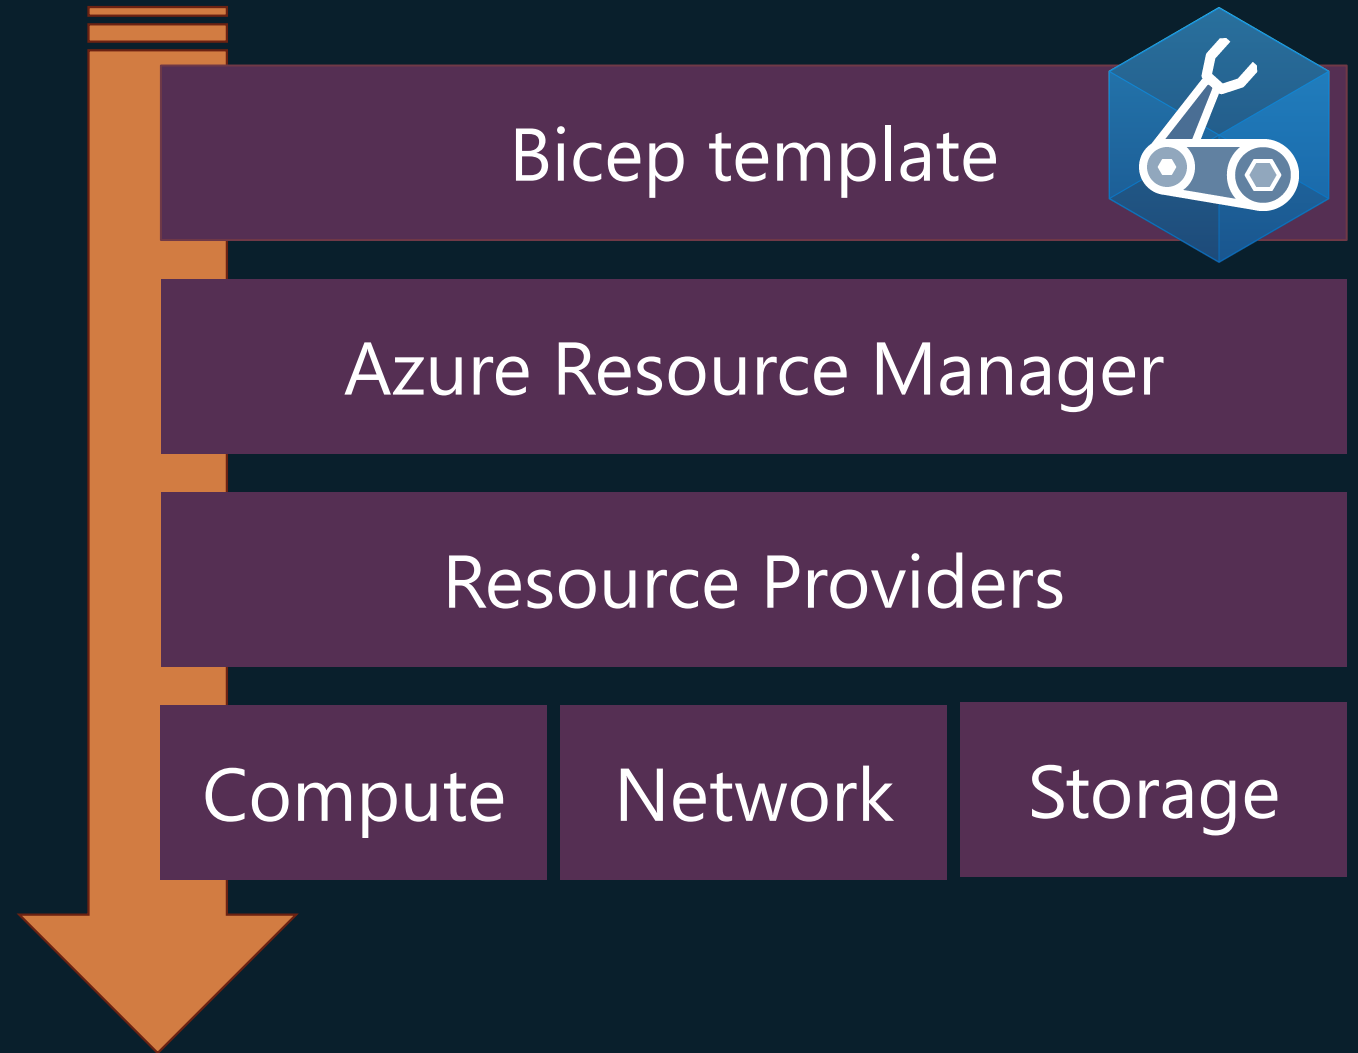 Bicep template
Azure Resource Manager
Resource Providers
Compute
Network
Storage